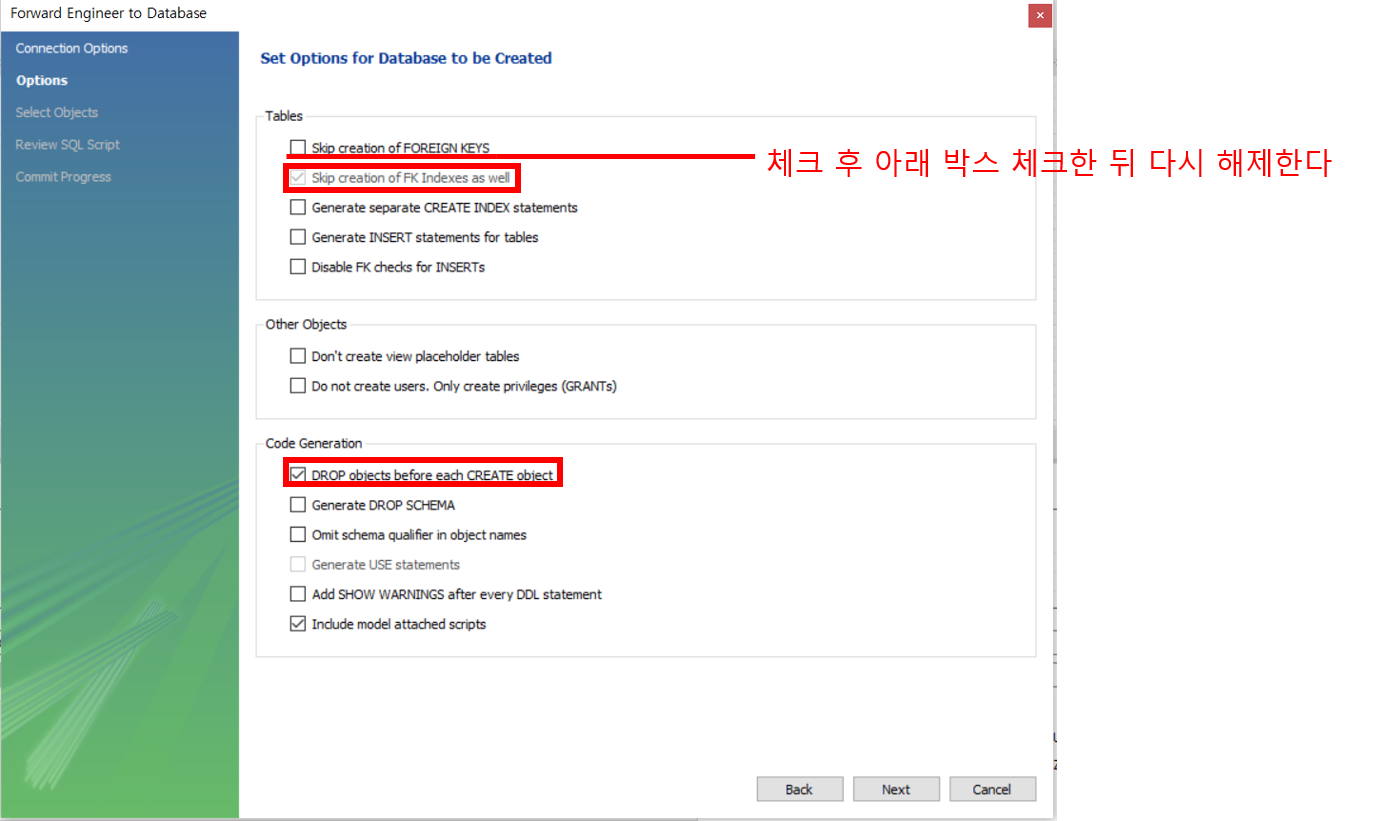 Forward Engineer to Database
Connection Options
Options
Select Objects
Review SQL Script
Commit Progress
Set Options for Database to be Created
Tables
Skip creation of FOREIGN KEYS
체크 후 아래 박스 체크한 뒤 다시 해제한다
Skip creation of FK Indexes as well
Generate separate CREATE INDEX statements
Generate INSERT statements for tables
Disable FK checks for INSERTs
Other Objects
Don't create view placeholder tables
Do not create users. Only create privileges (GRANTs)
Code Generation
DROP objects before each CREATE object
Generate DROP SCHEMA
Omit schema qualifier in object names
Generate USE statements
Add SHOW WARNINGS after every DDL statement
Include model attached scripts
Back
Next
Cancel